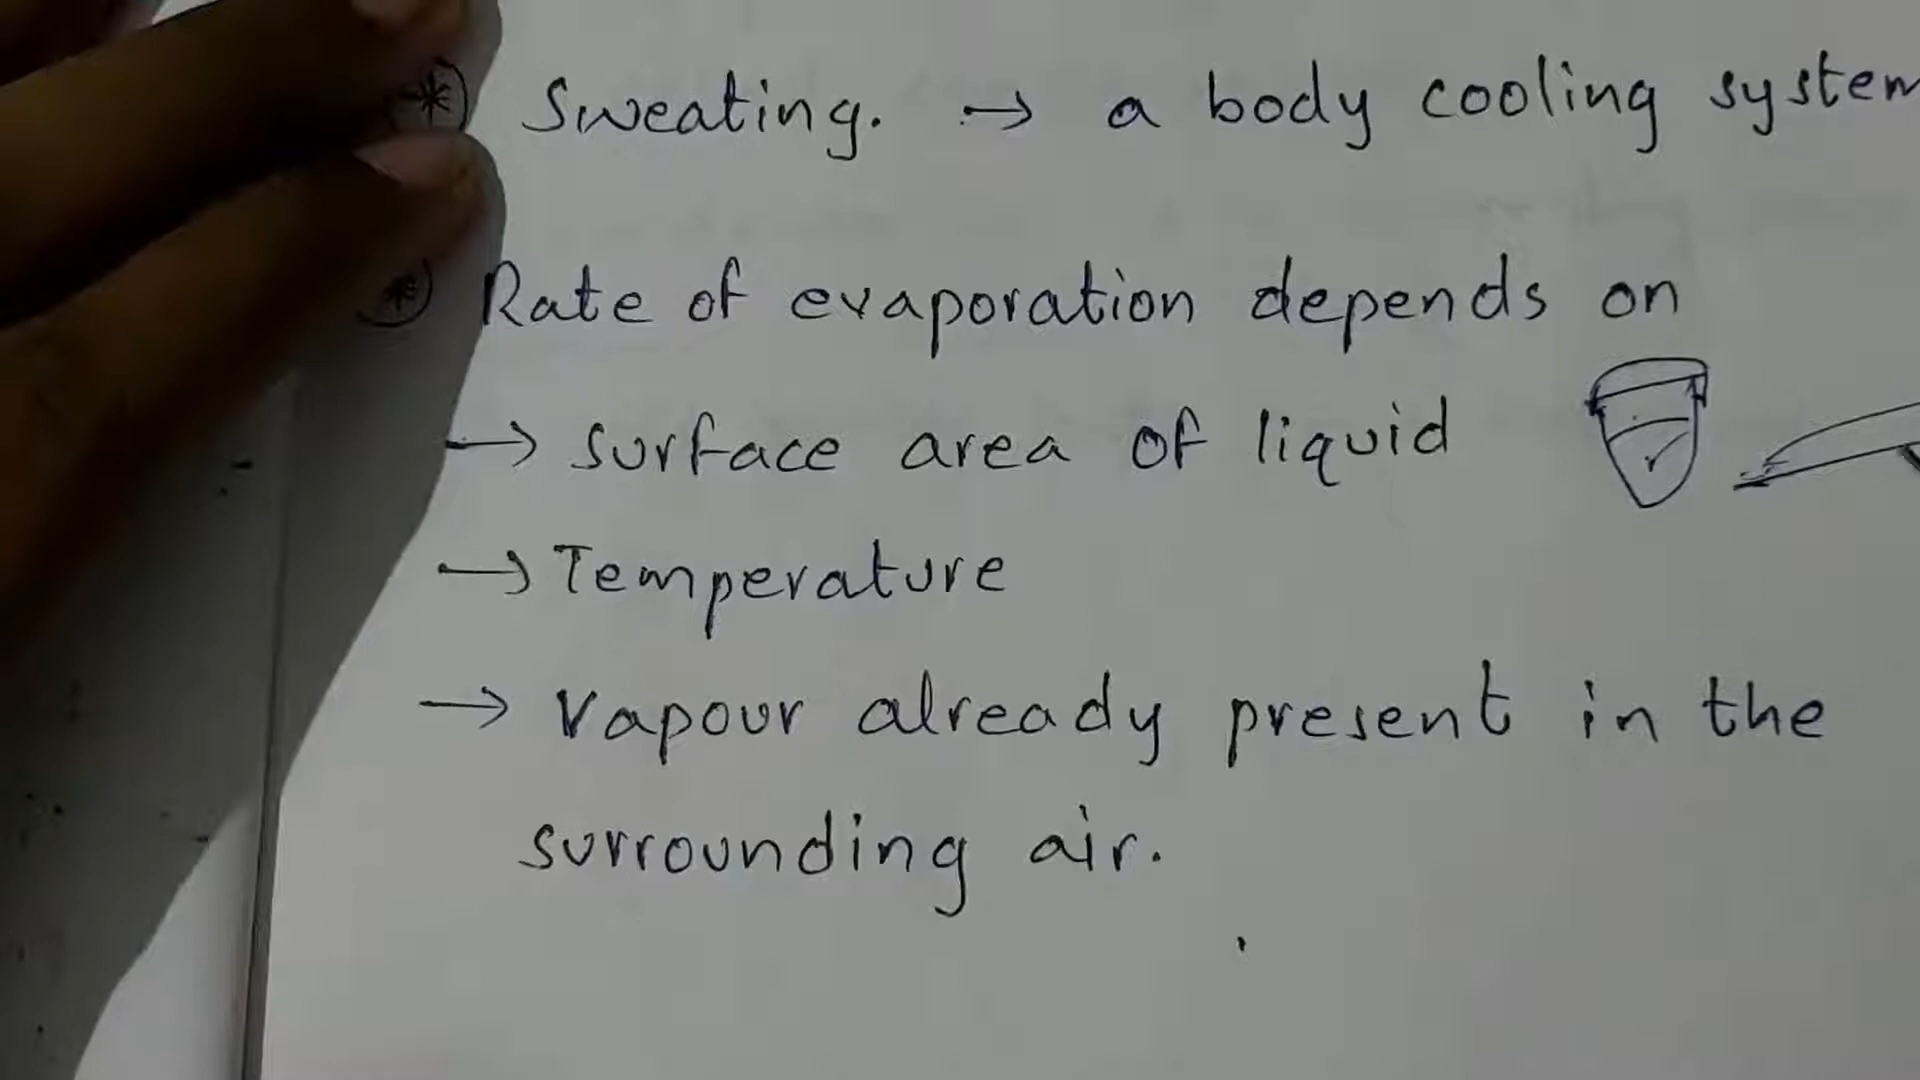 * Sweating. → a body cooling system
* Rate of evaporation depends on
→ surface area of liquid
→ Temperature
→ Vapour already present in the
surrounding air.